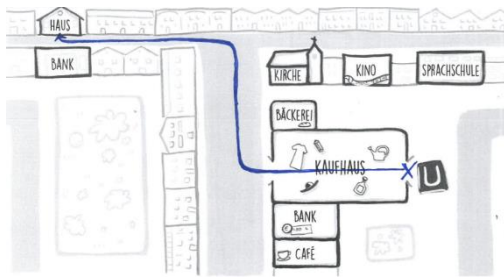 HAUS
BANK
KIRCHE
KINO
SPRACHSCHULE
BÄCKEREI
KAUFHAUS
X
U
BANK
CAFÉ